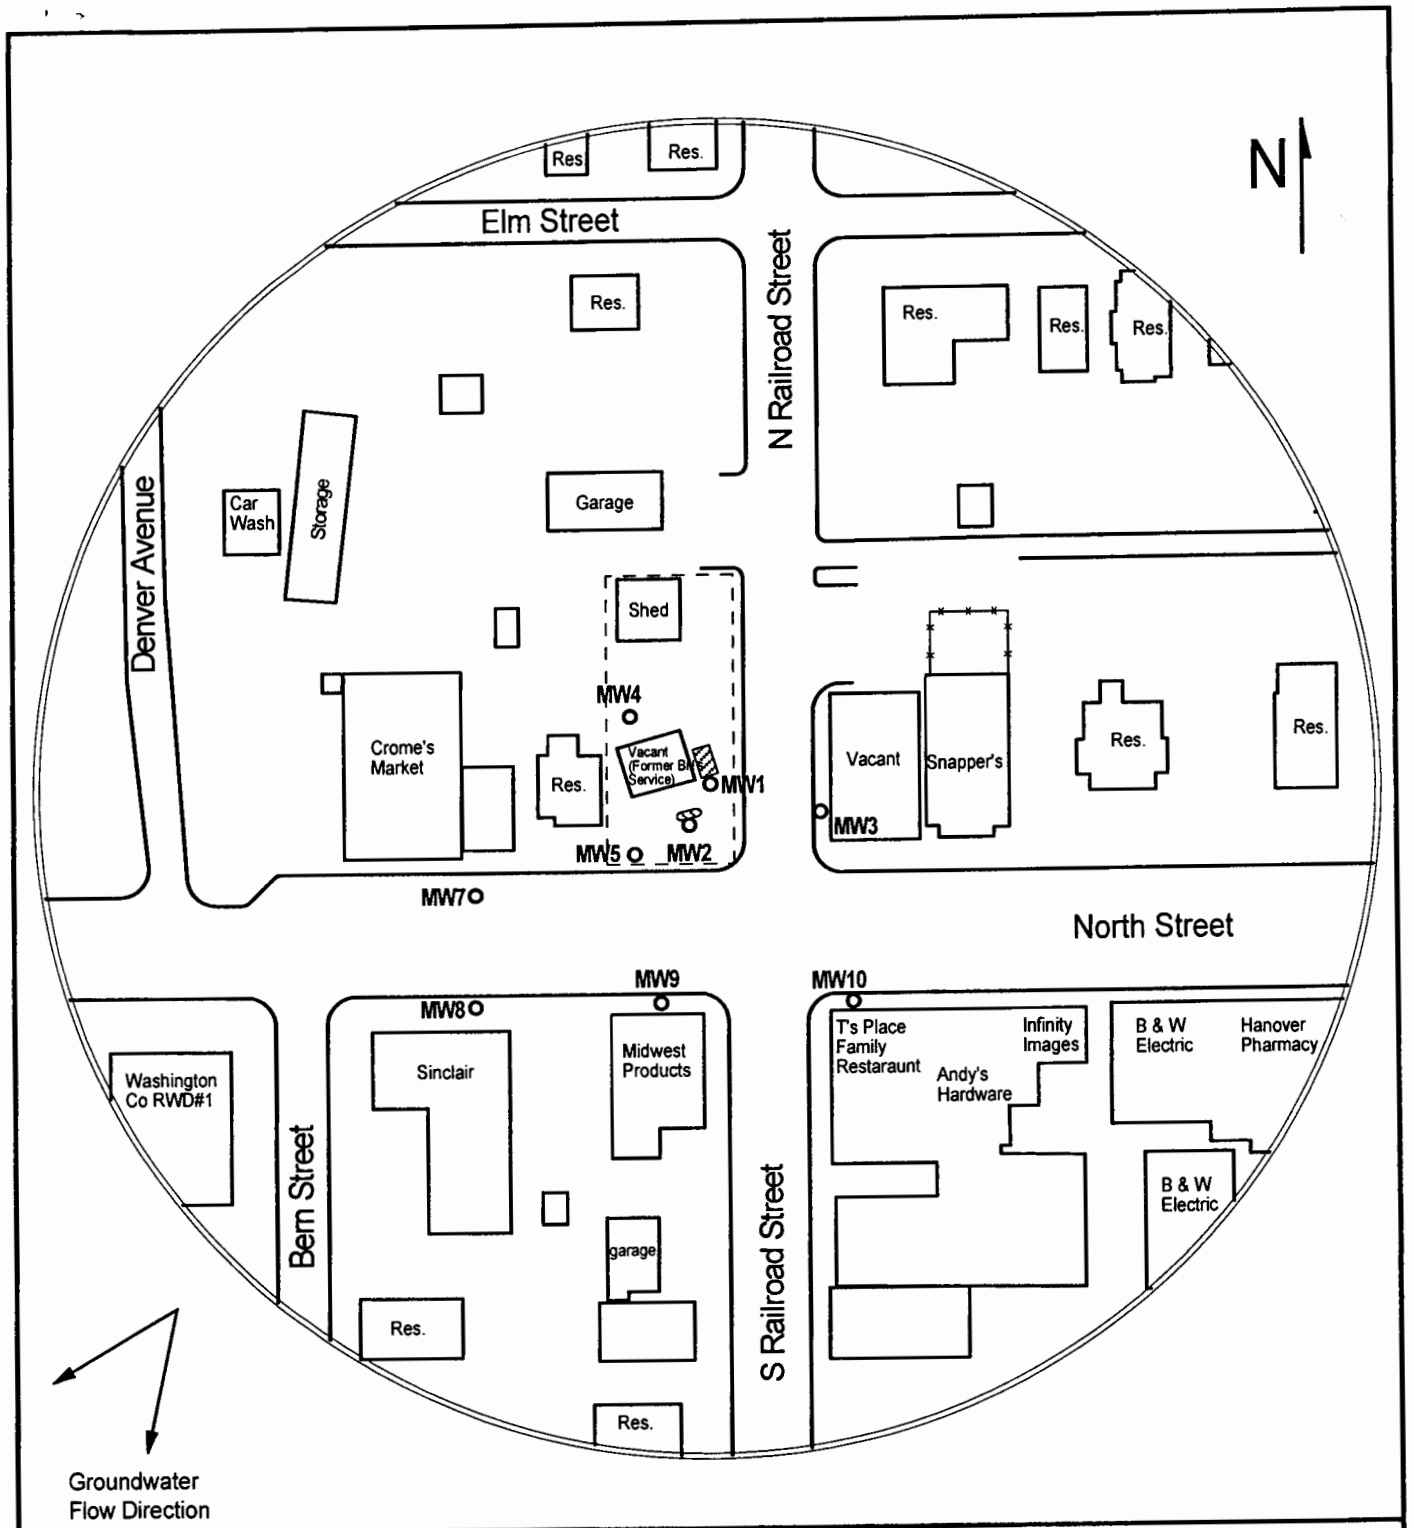 Res
Res.
N
Elm Street
N Railroad Street
Res.
Res.
Res.
Res.
Denver Avenue
Car
Wash
Storage
Garage
Shed
MW4
Crome's
Market
Res.
Vacant
(Former B
Service)
MW1
MW2
MW5
MW3
Vacant
Snapper's
Res.
Res.
MW7
North Street
MW8
MW9
MW10
Washington
Co RWD#1
Bern Street
Sinclair
Midwest
Products
T's Place
Family
Restaraunt
Infinity
Images
Andy's
Hardware
B & W
Electric
Hanover
Pharmacy
B & W
Electric
garage
S Railroad Street
Res.
Res.
Groundwater
Flow Direction